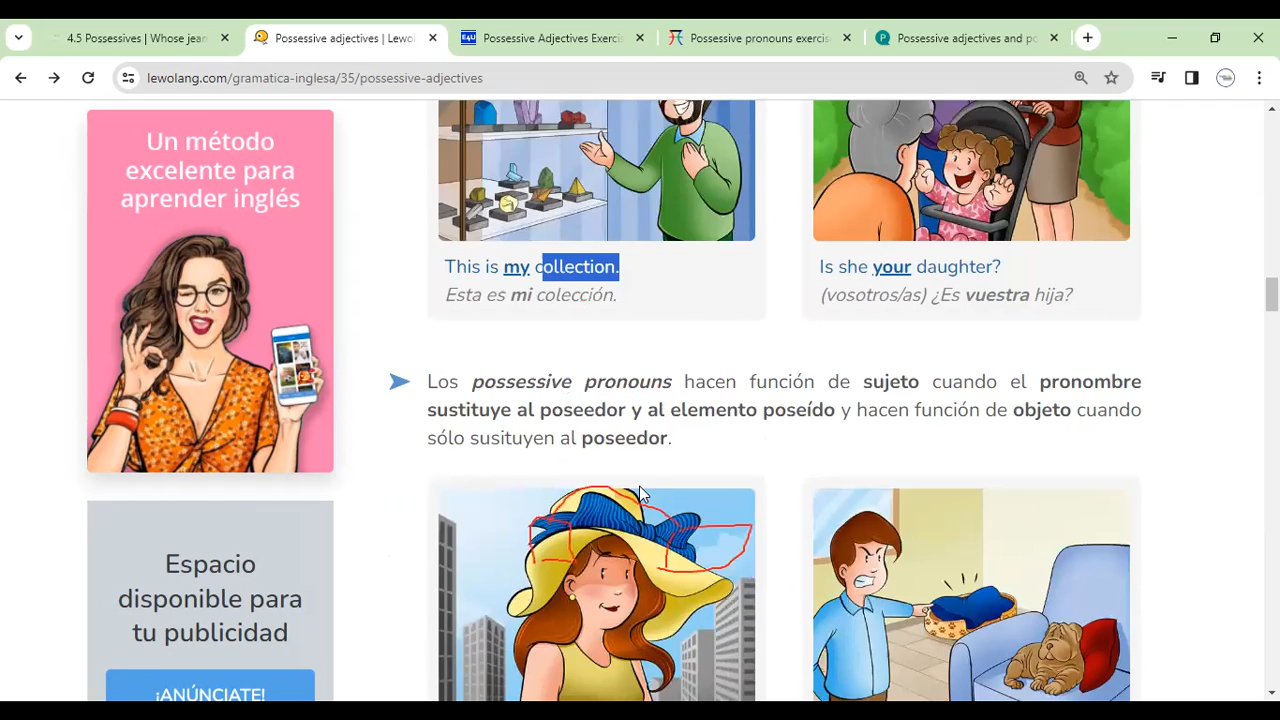 4.5 Possessives | Whose jean
Possessive adjectives | Lewo
Possessive Adjectives Exercis
Possessive pronouns exercis
Possessive adjectives and po
lewolang.com/gramatica-inglesa/35/possessive-adjectives
Un método
excelente para
aprender inglés
This is my collection.
Esta es mi colección.
Is she your daughter?
(vosotros/as) ¿Es vuestra hija?
Los possessive pronouns hacen función de sujeto cuando el pronombre
sustituye al poseedor y al elemento poseído y hacen función de objeto cuando
sólo susituyen al poseedor.
Espacio
disponible para
tu publicidad
¡ANÚNCIATE!